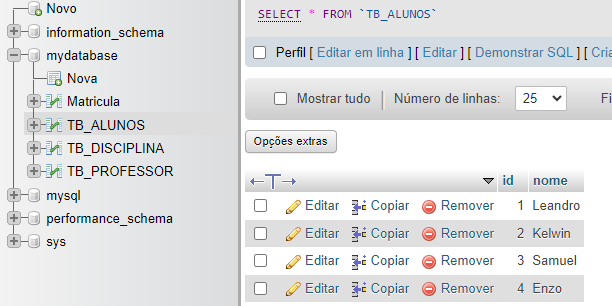 Novo
information_schema
mydatabase
Nova
Matricula
TB_ALUNOS
TB_DISCIPLINA
TB_PROFESSOR
mysql
performance_schema
sys
SELECT * FROM `TB_ALUNOS`
Perfil [ Editar em linha ] [ Editar ] [ Demonstrar SQL ] [ Cria
Mostrar tudo | Número de linhas: 25 Fi
Opções extras
←T→ id nome
Editar Copiar Remover 1 Leandro
Editar Copiar Remover 2 Kelwin
Editar Copiar Remover 3 Samuel
Editar Copiar Remover 4 Enzo